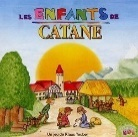 LES ENFANTS DE
CATANE
Un jeu de Klaus Teuber